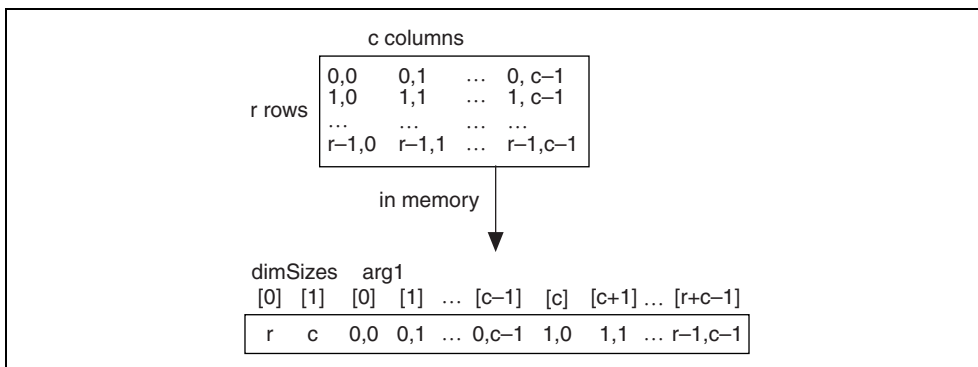 c columns
0,0 0,1 … 0, c–1
1,0 1,1 … 1, c–1
r rows
… … … …
r–1,0 r–1,1 … r–1,c–1
in memory
dimSizes arg1
[0] [1] [0] [1] … [c–1] [c] [c+1] … [r+c–1]
r c 0,0 0,1 … 0,c–1 1,0 1,1 … r–1,c–1